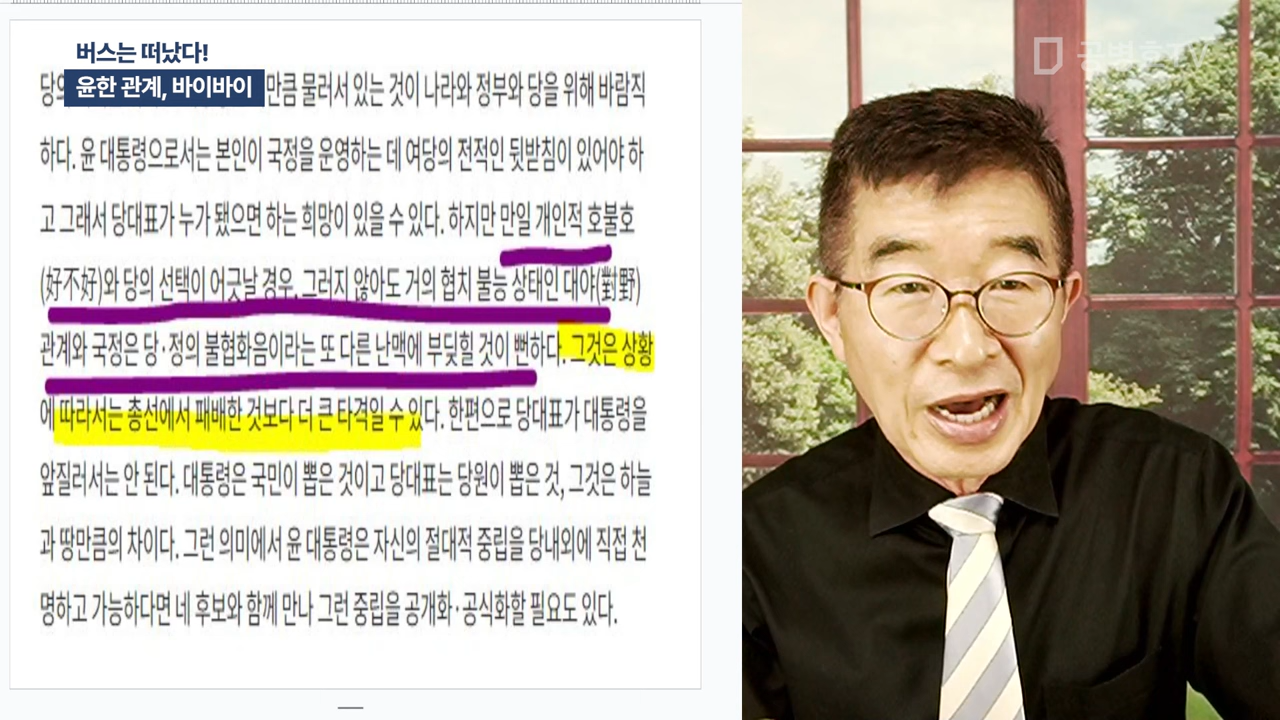 버스는 떠났다!
윤한 관계, 바이바이
공병호TV
당의 만큼 물러서 있는 것이 나라와 정부와 당을 위해 바람직
하다. 윤 대통령으로서는 본인이 국정을 운영하는 데 여당의 전적인 뒷받침이 있어야 하
고 그래서 당대표가 누가 됐으면 하는 희망이 있을 수 있다. 하지만 만일 개인적 호불호
(好不好)와 당의 선택이 어긋날 경우, 그러지 않아도 거의 협치 불능 상태인 대야(對野)
관계와 국정은 당·정의 불협화음이라는 또 다른 난맥에 부딪힐 것이 뻔하다. 그것은 상황
에 따라서는 총선에서 패배한 것보다 더 큰 타격일 수 있다. 한편으로 당대표가 대통령을
앞질러서는 안 된다. 대통령은 국민이 뽑은 것이고 당대표는 당원이 뽑은 것, 그것은 하늘
과 땅만큼의 차이다. 그런 의미에서 윤 대통령은 자신의 절대적 중립을 당내외에 직접 천
명하고 가능하다면 네 후보와 함께 만나 그런 중립을 공개화·공식화할 필요도 있다.